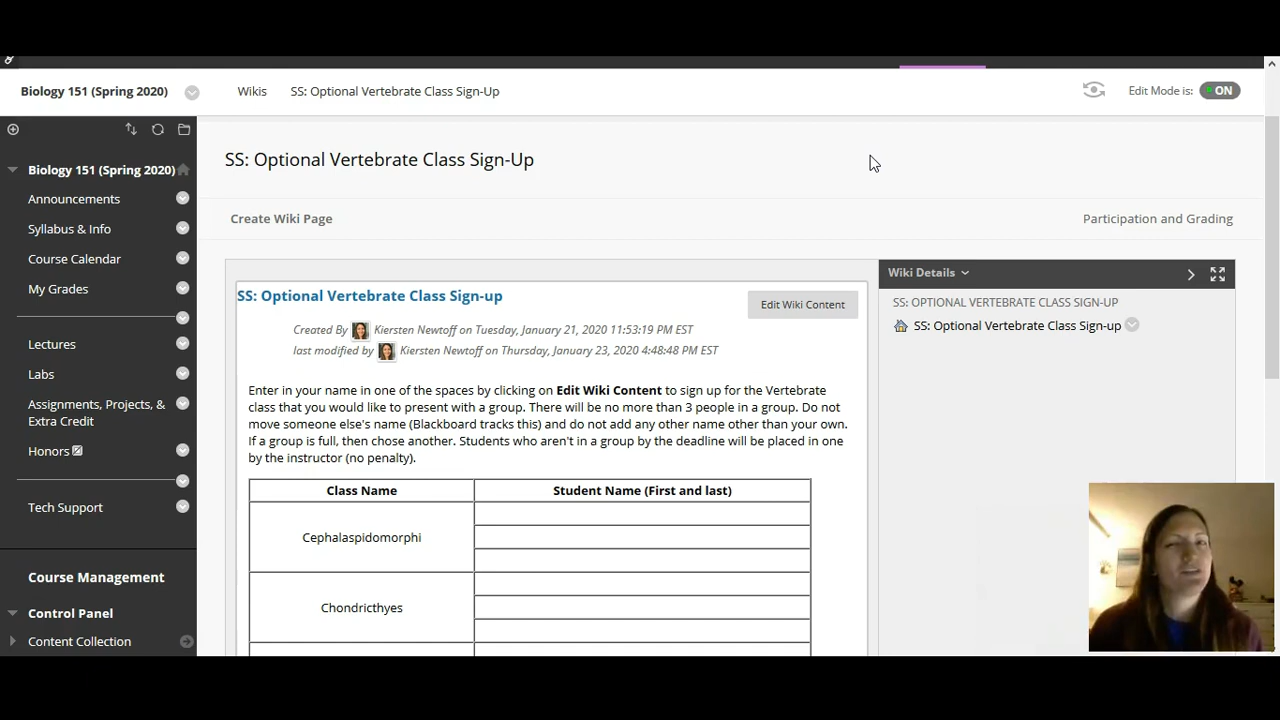 Biology 151 (Spring 2020)
Wikis
SS: Optional Vertebrate Class Sign-Up
Edit Mode is:
ON
Biology 151 (Spring 2020)
Announcements
Syllabus & Info
Course Calendar
My Grades
Lectures
Labs
Assignments, Projects, &
Extra Credit
Honors
Tech Support
Course Management
Control Panel
Content Collection
SS: Optional Vertebrate Class Sign-Up
Create Wiki Page
Participation and Grading
SS: Optional Vertebrate Class Sign-up
Edit Wiki Content
Created By Kiersten Newtoff on Tuesday, January 21, 2020 11:53:19 PM EST
last modified by Kiersten Newtoff on Thursday, January 23, 2020 4:48:48 PM EST
Enter in your name in one of the spaces by clicking on Edit Wiki Content to sign up for the Vertebrate
class that you would like to present with a group. There will be no more than 3 people in a group. Do not
move someone else's name (Blackboard tracks this) and do not add any other name other than your own.
If a group is full, then chose another. Students who aren't in a group by the deadline will be placed in one
by the instructor (no penalty).
Class Name
Student Name (First and last)
Cephalaspidomorphi
Chondricthyes
Wiki Details
SS: OPTIONAL VERTEBRATE CLASS SIGN-UP
SS: Optional Vertebrate Class Sign-up